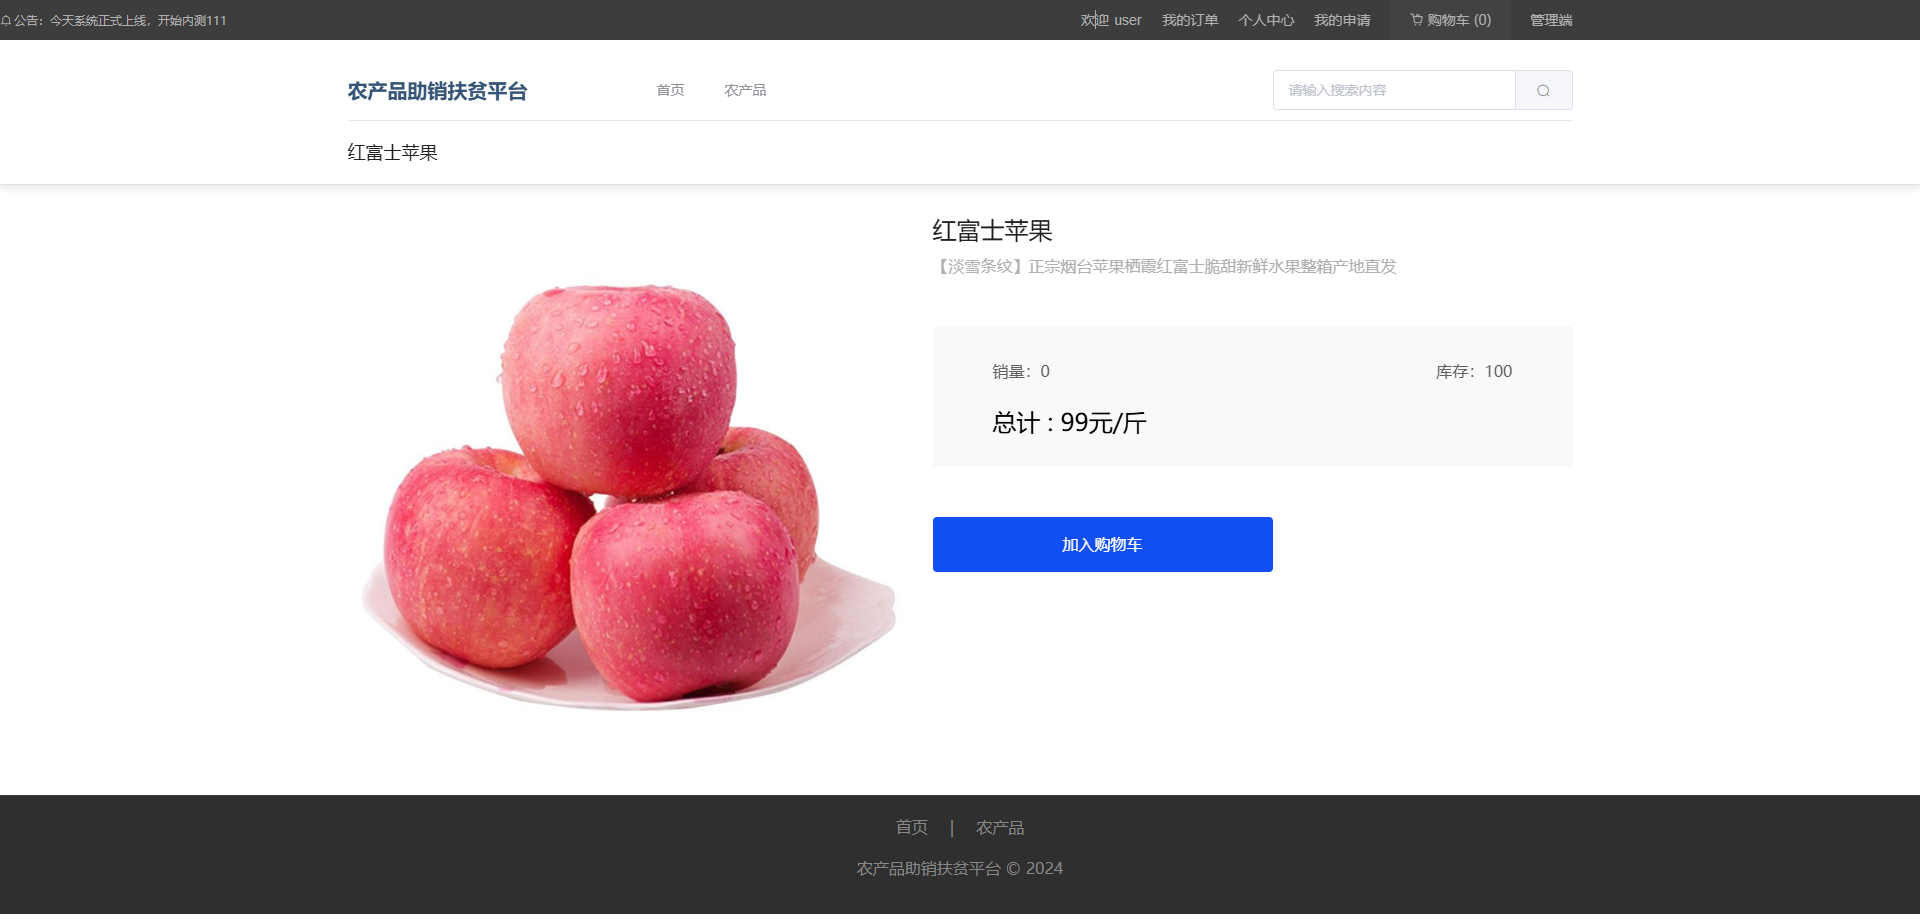 公告：今天系统正式上线，开始内测111
欢迎 user 我的订单 个人中心 我的申请 购物车 (0) 管理端
农产品助销扶贫平台 首页 农产品 请输入搜索内容
红富士苹果
红富士苹果
【淡雪条纹】正宗烟台苹果栖霞红富士脆甜新鲜水果整箱产地直发
销量：0 库存：100
总计 : 99元/斤
加入购物车
首页 | 农产品
农产品助销扶贫平台 © 2024